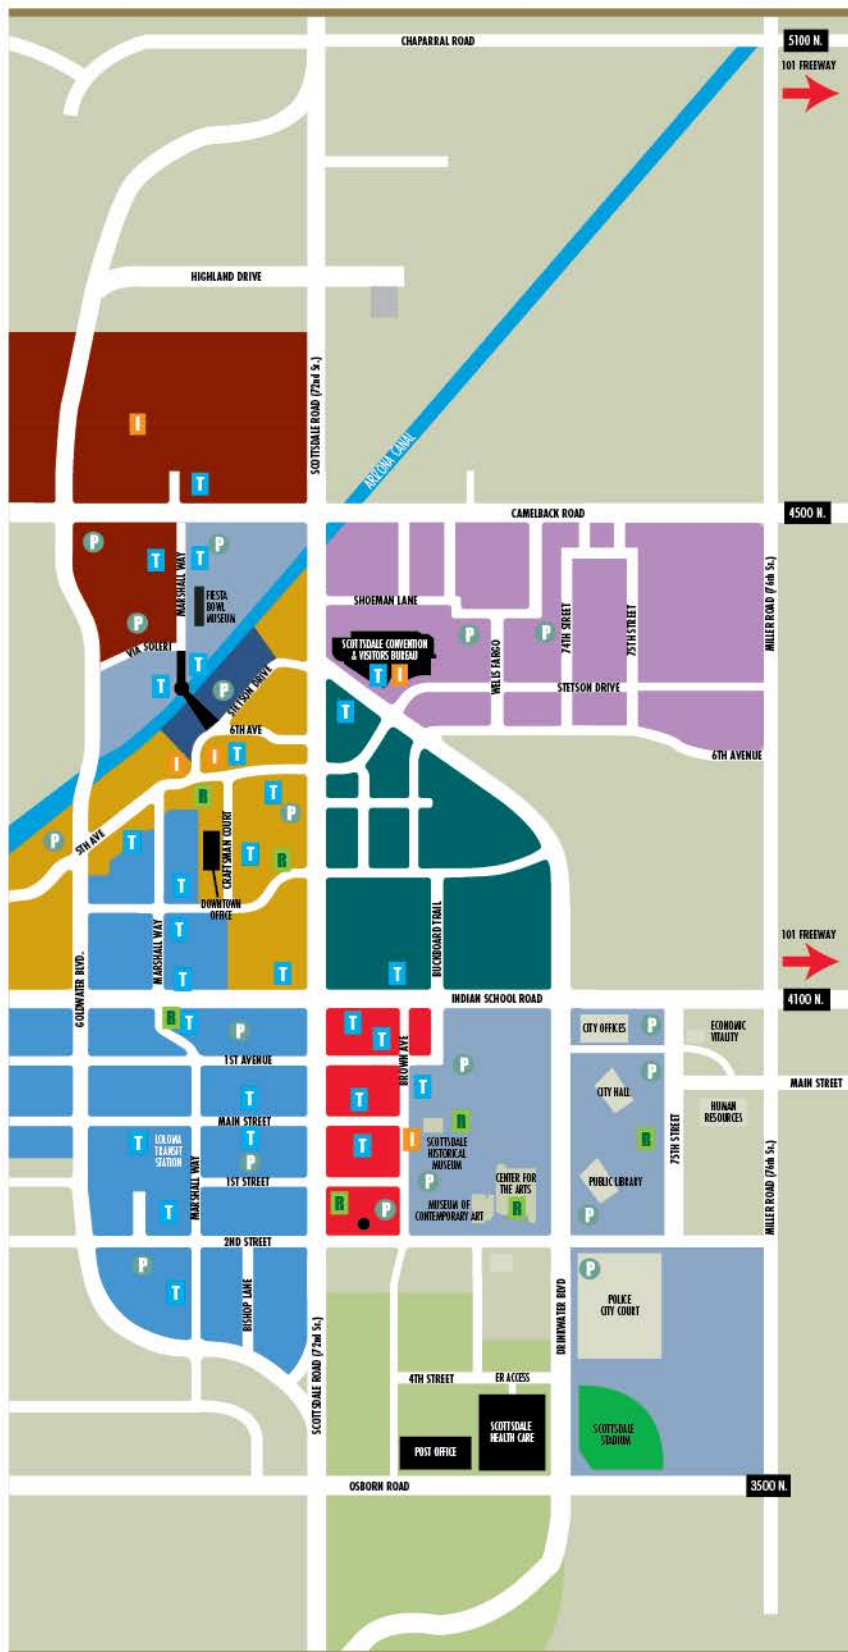 CHAPARRAL ROAD
5100 N.
101 FREEWAY
HIGHLAND DRIVE
SCOTTSDALE ROAD (72nd St.)
ARIZONA CANAL
I
T
CAMELBACK ROAD
4500 N.
P
T
MARSHALL WAY
T
P
FIESTA
BOWL
MUSEUM
P
VIA SOLERI
T
T
P
STETSON DRIVE
6TH AVE
SHOEMAN LANE
SCOTTSDALE CONVENTION
& VISITORS BUREAU
T
I
P
P
WELLS FARGO
74TH STREET
75TH STREET
MILLER ROAD (76th St.)
STETSON DRIVE
6TH AVENUE
T
I
I
T
R
T
P
P
5TH AVE
T
CRAFTSMAN COURT
T
R
T
DOWNTOWN
OFFICE
MARSHALL WAY
T
T
T
T
BUCKBOARD TRAIL
GOLDWATER BLVD.
101 FREEWAY
INDIAN SCHOOL ROAD
4100 N.
R
T
P
T
T
BROWN AVE
P
CITY OFFICES
P
ECONOMIC
VITALITY
1ST AVENUE
T
T
T
CITY HALL
P
MAIN STREET
HUMAN
RESOURCES
MAIN STREET
T
LOLOMA
TRANSIT
STATION
T
P
T
I
R
SCOTTSDALE
HISTORICAL
MUSEUM
R
75TH STREET
MILLER ROAD (76th St.)
1ST STREET
MARSHALL WAY
T
R
P
P
CENTER FOR
THE ARTS
R
MUSEUM OF
CONTEMPORARY ART
PUBLIC LIBRARY
P
2ND STREET
P
T
BISHOP LANE
SCOTTSDALE ROAD (72nd St.)
DRINKWATER BLVD
P
POLICE
CITY COURT
4TH STREET
ER ACCESS
POST OFFICE
SCOTTSDALE
HEALTH CARE
SCOTTSDALE
STADIUM
OSBORN ROAD
3500 N.